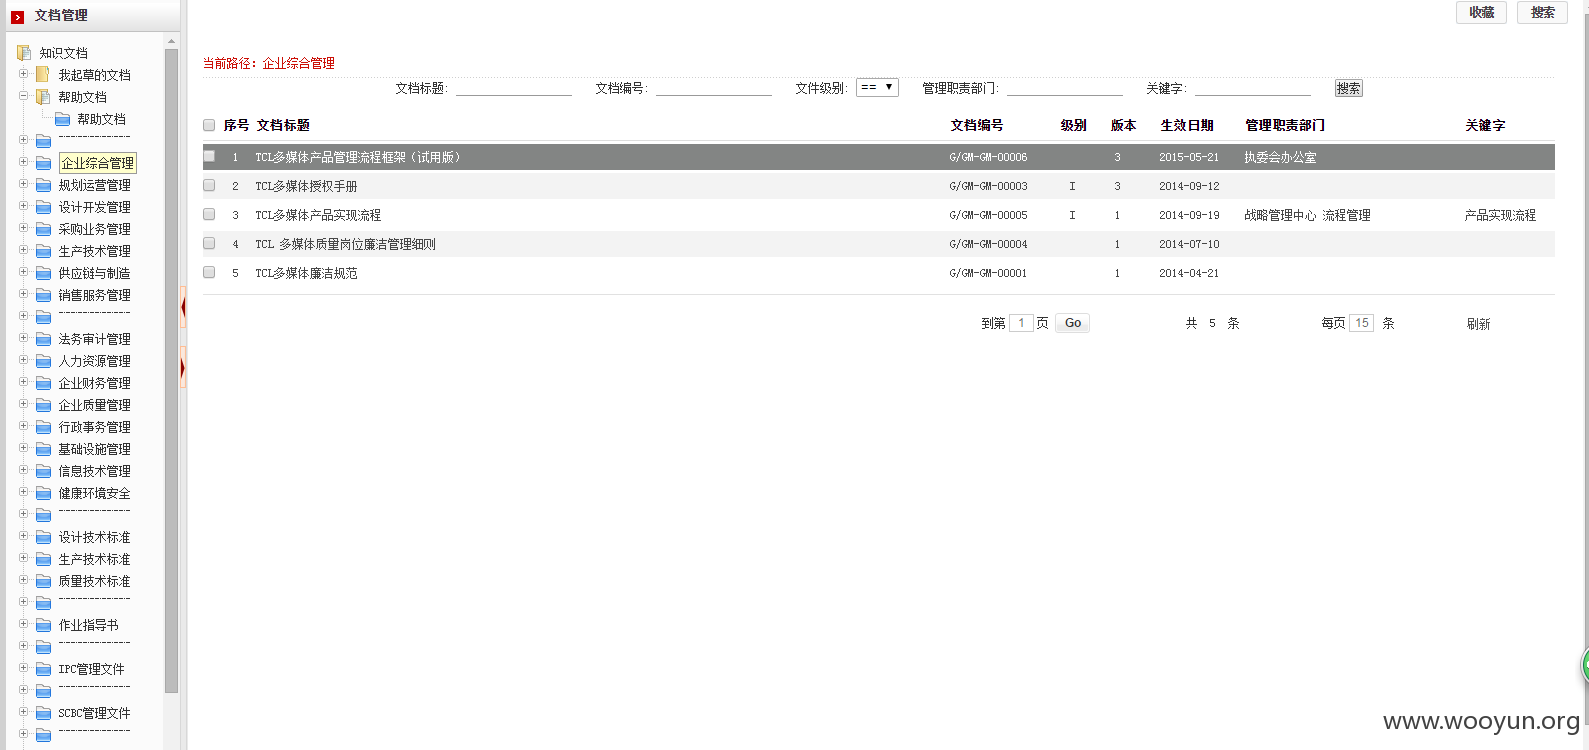 文档管理
知识文档
我起草的文档
帮助文档
帮助文档
--------------
企业综合管理
规划运营管理
设计开发管理
采购业务管理
生产技术管理
供应链与制造
销售服务管理
--------------
法务审计管理
人力资源管理
企业财务管理
企业质量管理
行政事务管理
基础设施管理
信息技术管理
健康环境安全
--------------
设计技术标准
生产技术标准
质量技术标准
--------------
作业指导书
--------------
IPC管理文件
--------------
SCBC管理文件
--------------
收藏 搜索
当前路径：企业综合管理
文档标题： 文档编号： 文件级别： == 管理职责部门： 关键字： 搜索
序号 文档标题 文档编号 级别 版本 生效日期 管理职责部门 关键字
1 TCL多媒体产品管理流程框架（试用版） G/GM-GM-00006 3 2015-05-21 执委会办公室
2 TCL多媒体授权手册 G/GM-GM-00003 I 3 2014-09-12
3 TCL多媒体产品实现流程 G/GM-GM-00005 I 1 2014-09-19 战略管理中心 流程管理 产品实现流程
4 TCL 多媒体质量岗位廉洁管理细则 G/GM-GM-00004 1 2014-07-10
5 TCL多媒体廉洁规范 G/GM-GM-00001 1 2014-04-21
到第 1 页 Go 共 5 条 每页 15 条 刷新
www.wooyun.org